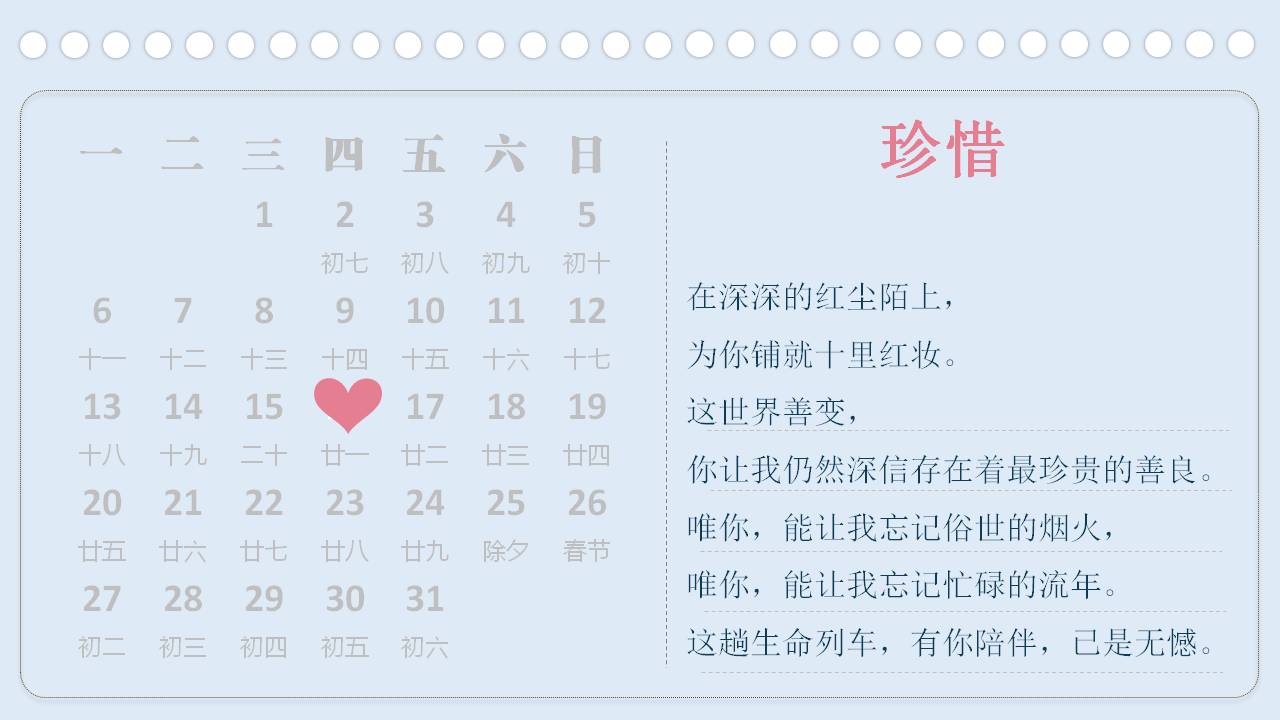 一 二 三 四 五 六 日
1 2 3 4 5
初七 初八 初九 初十
6 7 8 9 10 11 12
十一 十二 十三 十四 十五 十六 十七
13 14 15 17 18 19
十八 十九 二十 廿一 廿二 廿三 廿四
20 21 22 23 24 25 26
廿五 廿六 廿七 廿八 廿九 除夕 春节
27 28 29 30 31
初二 初三 初四 初五 初六
珍惜
在深深的红尘陌上，
为你铺就十里红妆。
这世界善变，
你让我仍然深信存在着最珍贵的善良。
唯你，能让我忘记俗世的烟火，
唯你，能让我忘记忙碌的流年。
这趟生命列车，有你陪伴，已是无憾。